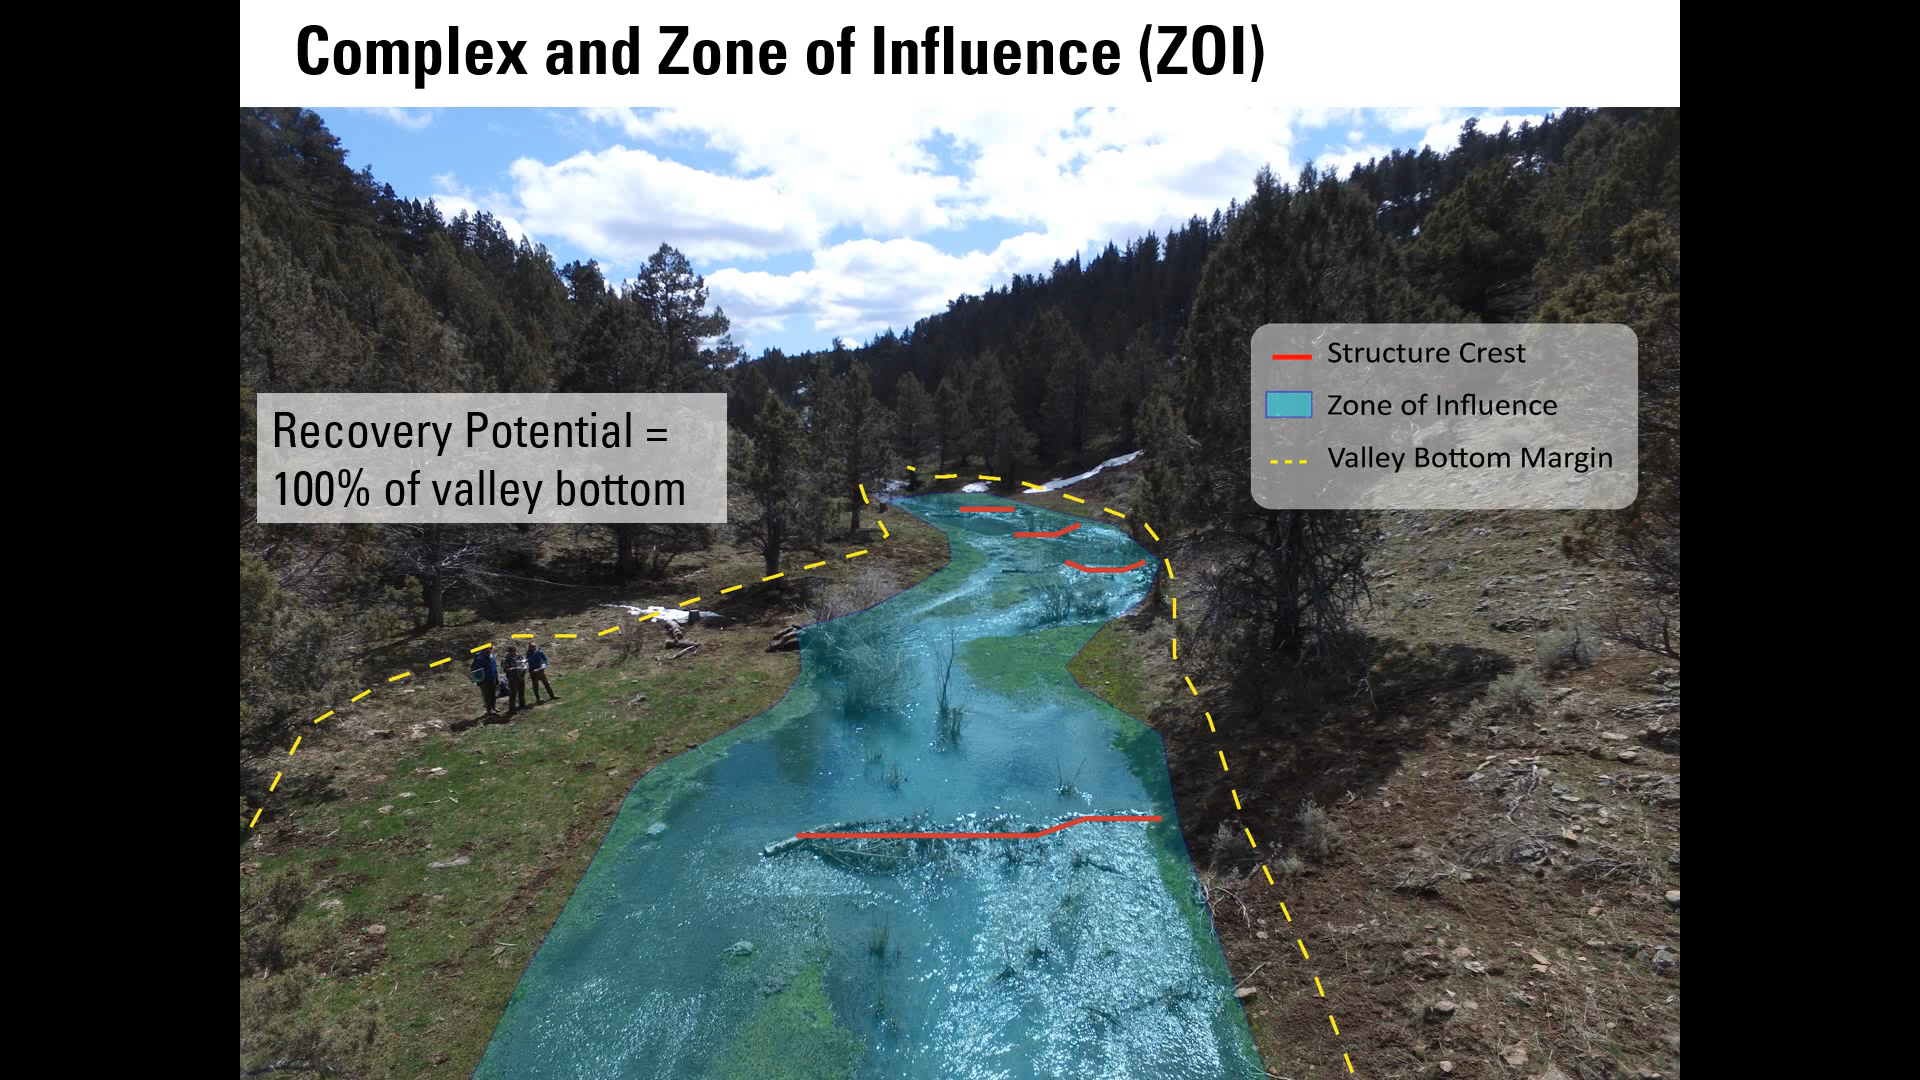 Complex and Zone of Influence (ZOI)
Recovery Potential =
100% of valley bottom
Structure Crest
Zone of Influence
Valley Bottom Margin